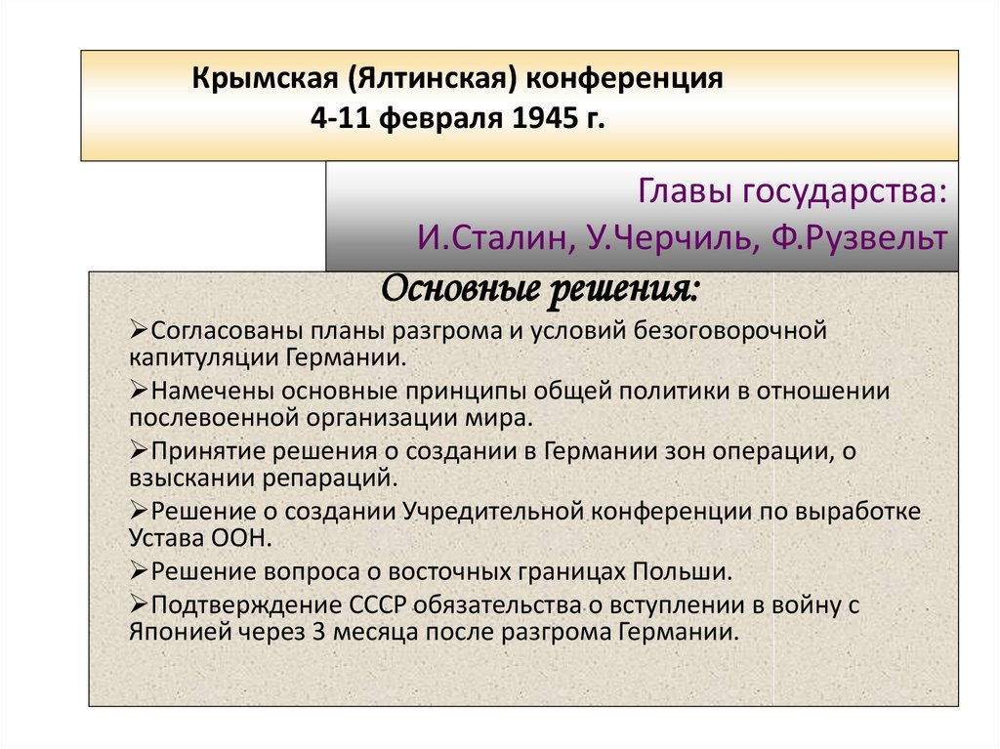 Крымская (Ялтинская) конференция
4-11 февраля 1945 г.
Главы государства:
И.Сталин, У.Черчиль, Ф.Рузвельт
Основные решения:
➢Согласованы планы разгрома и условий безоговорочной
капитуляции Германии.
➢Намечены основные принципы общей политики в отношении
послевоенной организации мира.
➢Принятие решения о создании в Германии зон операции, о
взыскании репараций.
➢Решение о создании Учредительной конференции по выработке
Устава ООН.
➢Решение вопроса о восточных границах Польши.
➢Подтверждение СССР обязательства о вступлении в войну с
Японией через 3 месяца после разгрома Германии.